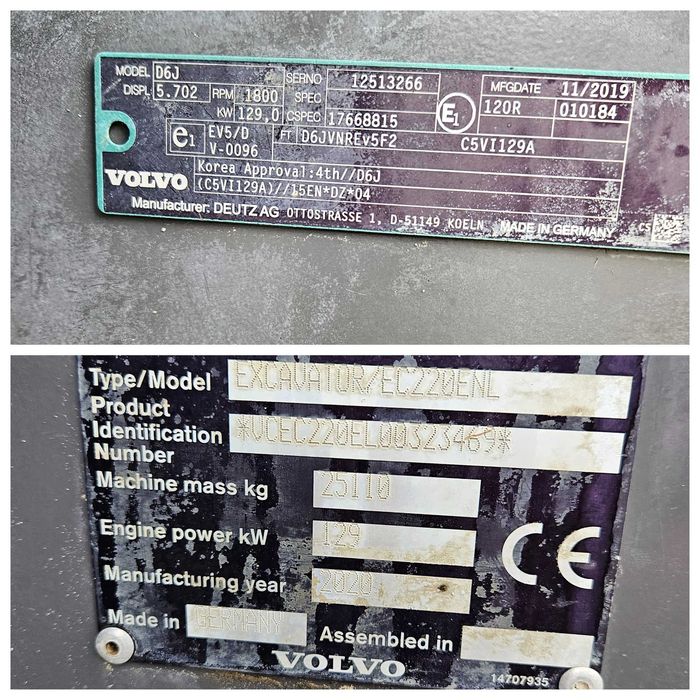 MODEL D6J SERNO 12513266 MFGDATE 11/2019
DISPL 5.702 RPM 1800 SPEC 120R 010184
KW 129,0 CSPEC 17668815 E1
e1 EV5/D FT D6JVNREv5F2 C5VI129A
V-0096
Korea Approval:4th//D6J
VOLVO (C5VI129A)//15EN*DZ*04
Manufacturer: DEUTZ AG OTTOSTRASSE 1, D-51149 KOELN MADE IN GERMANY CS
Type/Model EXCAVATOR/EC220ENL
Product
Identification *VCEC220EL00323469*
Number
Machine mass kg 25110
Engine power kW 129
Manufacturing year 2020
CE
Made in GERMANY Assembled in
VOLVO
14707935